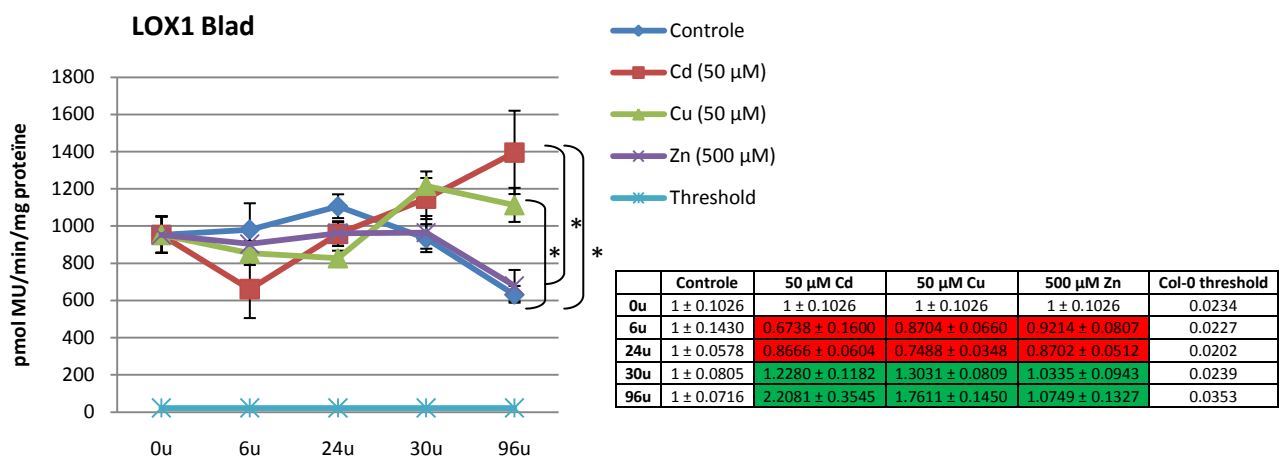 LOX1 Blad
Controle
Cd (50 µM)
Cu (50 µM)
Zn (500 µM)
Threshold
pmol MU/min/mg proteïne
1800
1600
1400
1200
1000
800
600
400
200
0
0u 6u 24u 30u 96u
* * *
Controle 50 µM Cd 50 µM Cu 500 µM Zn Col-0 threshold
0u 1 ± 0.1026 1 ± 0.1026 1 ± 0.1026 1 ± 0.1026 0.0234
6u 1 ± 0.1430 0.6738 ± 0.1600 0.8704 ± 0.0660 0.9214 ± 0.0807 0.0227
24u 1 ± 0.0578 0.8666 ± 0.0604 0.7488 ± 0.0348 0.8702 ± 0.0512 0.0202
30u 1 ± 0.0805 1.2280 ± 0.1182 1.3031 ± 0.0809 1.0335 ± 0.0943 0.0239
96u 1 ± 0.0716 2.2081 ± 0.3545 1.7611 ± 0.1450 1.0749 ± 0.1327 0.0353